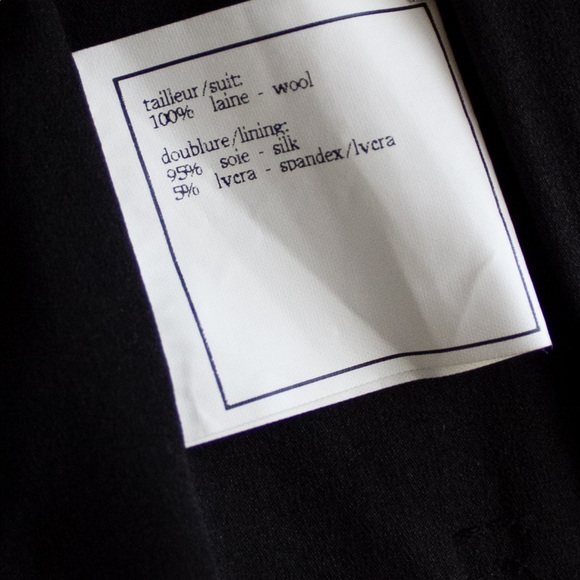 tailleur/suit:
100% laine - wool
doublure/lining:
95% soie - silk
5% lycra - spandex/lycra